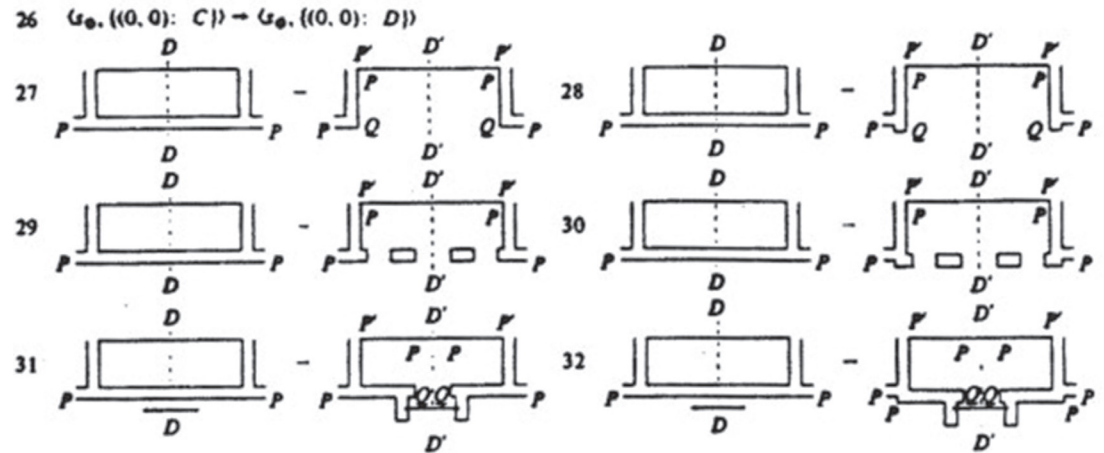 26 ⟨s₀, {(0, 0): C}⟩ → ⟨s₀, {(0, 0): D}⟩
D D' D D'
P' P' P' P'
27 P P 28 P P
P P P Q Q P P P P Q Q P
D D' D D'
D D' D D'
P' P' P' P'
29 P P 30 P P
P P P P P P P P
D D' D D'
D D' D D'
P' P' P' P'
31 P P 32 P P
P P P Q Q P P P P Q Q P
P P
D D' D D'